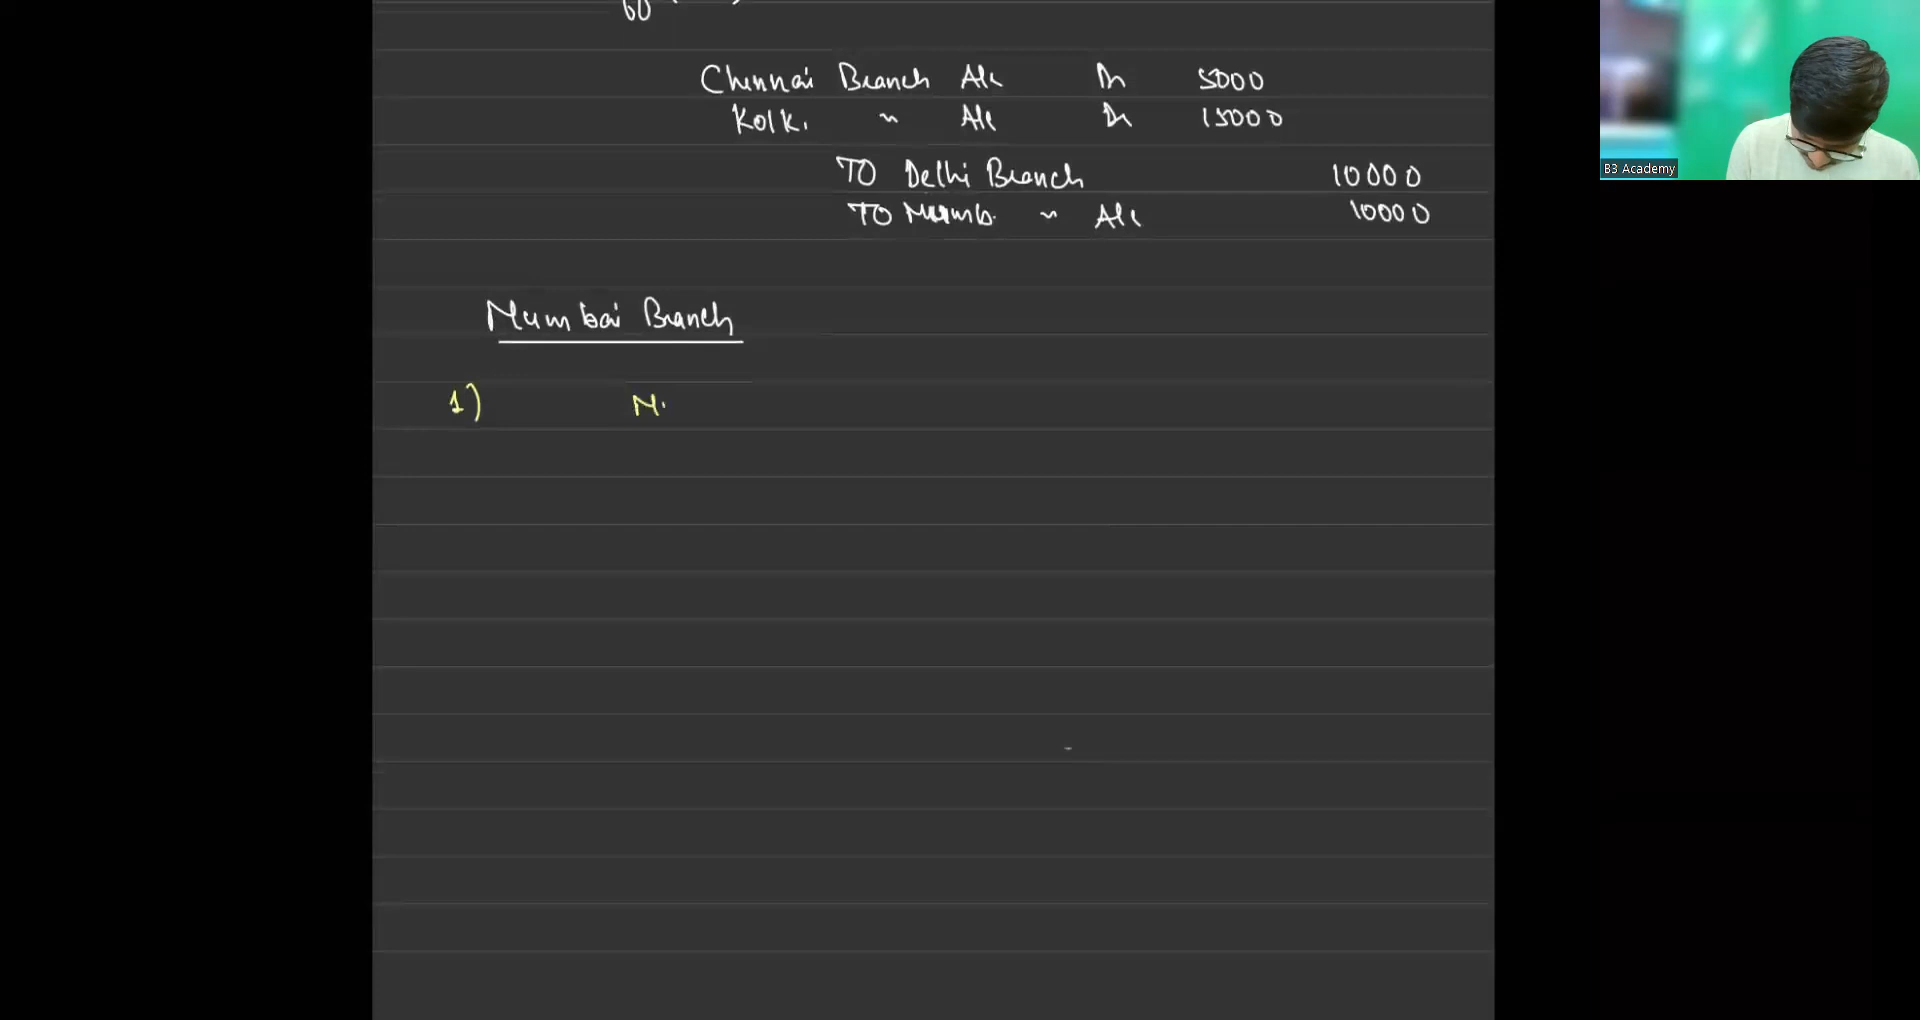 60
Chennai Branch A/c Dr 5000
Kolk. " A/c Dr 15000
TO Delhi Branch 10000
TO Mumb. " A/c 10000
Mumbai Branch
1) N.
B3 Academy